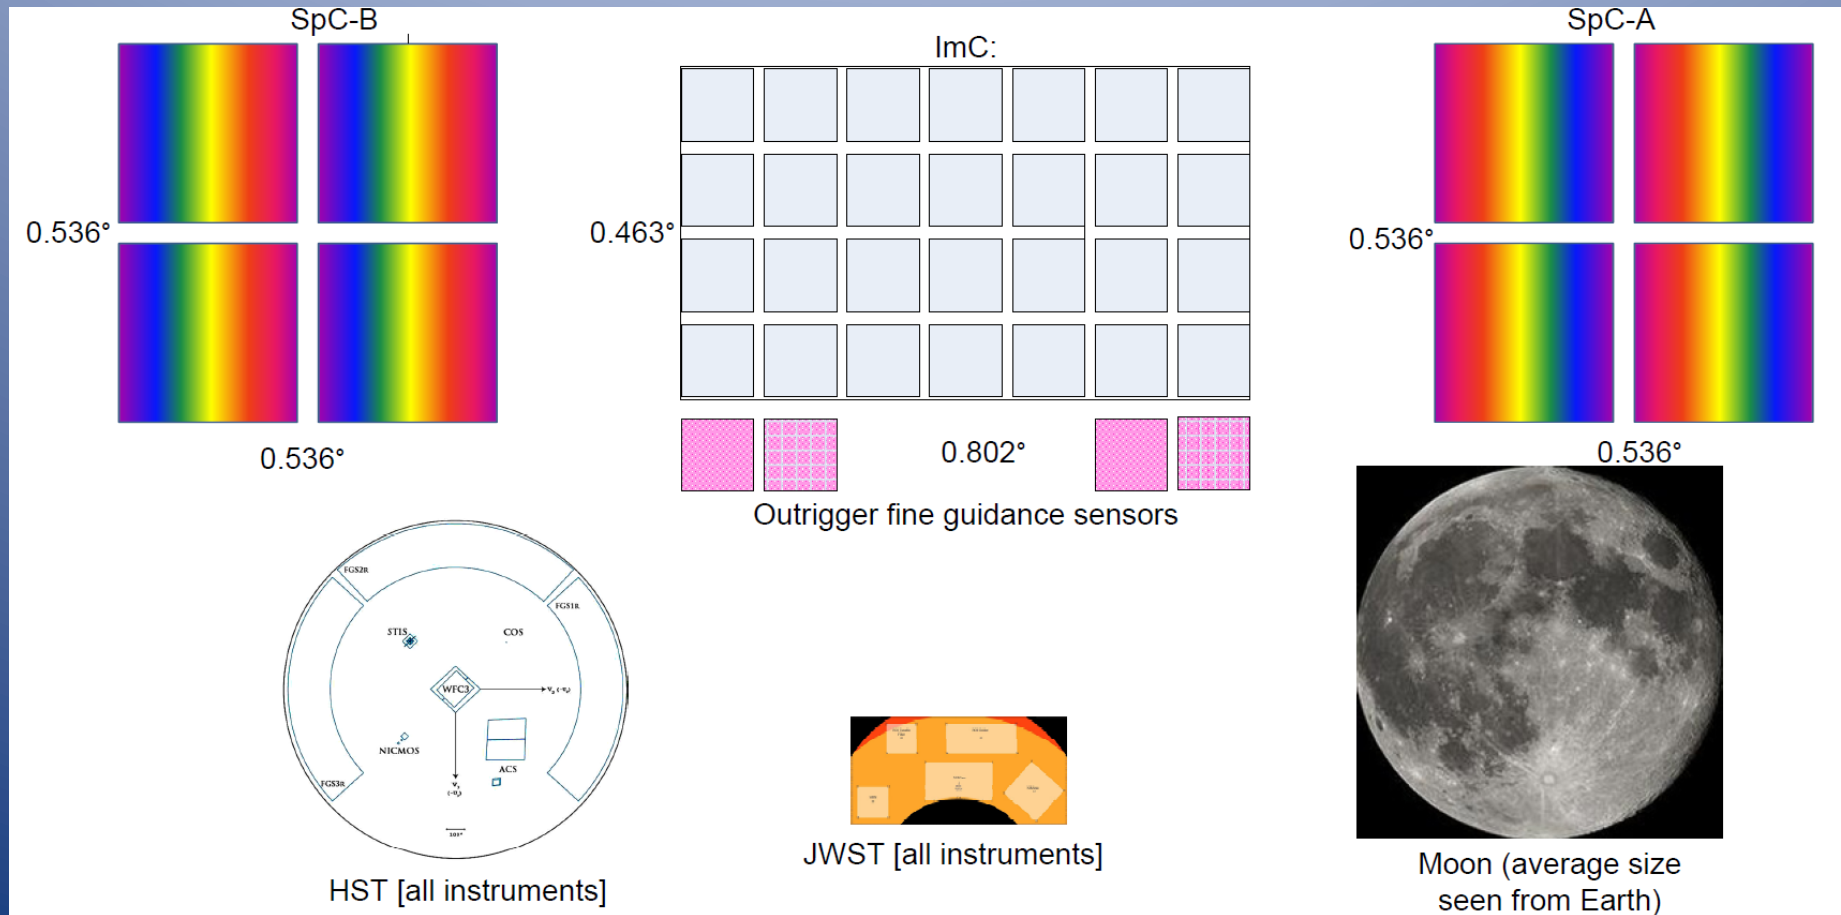 SpC-B
ImC:
SpC-A
0.536°
0.463°
0.536°
0.536°
0.802°
0.536°
Outrigger fine guidance sensors
FGS2R
FGS1R
STIS
COS
WFC3
NICMOS
ACS
FGS3R
HST [all instruments]
JWST [all instruments]
Moon (average size
seen from Earth)